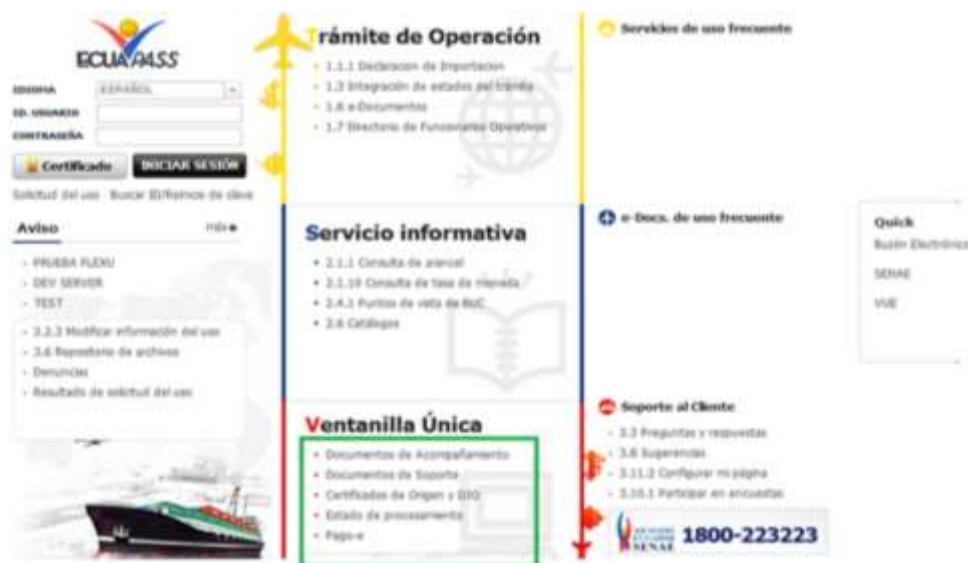 ECUAPASS
IDIOMA ESPAÑOL
ID. USUARIO
CONTRASEÑA
Certificado INICIAR SESIÓN
Solicitud del uso · Buscar ID/Reinicio de clave
Aviso más
PRUEBA FLEXU
DEV SERVER
TEST
3.2.3 Modificar información del uso
3.6 Repositorio de archivos
Denuncias
Resultado de solicitud del uso
Trámite de Operación
1.1.1 Declaración de Importación
1.3 Integración de estados del trámite
1.6 e-Documentos
1.7 Directorio de Funcionarios Operativos
Servicio informativa
2.1.1 Consulta de arancel
2.1.10 Consulta de tasa de moneda
2.4.1 Puntos de vista de RUC
2.6 Catálogos
Ventanilla Única
Documentos de Acompañamiento
Documentos de Soporte
Certificados de Origen y DJO
Estado de procesamiento
Pago-e
Servicios de uso frecuente
e-Docs. de uso frecuente
Soporte al Cliente
3.3 Preguntas y respuestas
3.8 Sugerencias
3.11.2 Configurar mi página
3.10.1 Participar en encuestas
SENAE 1800-223223
Quick
Buzón Electrónico
SENAE
VUE